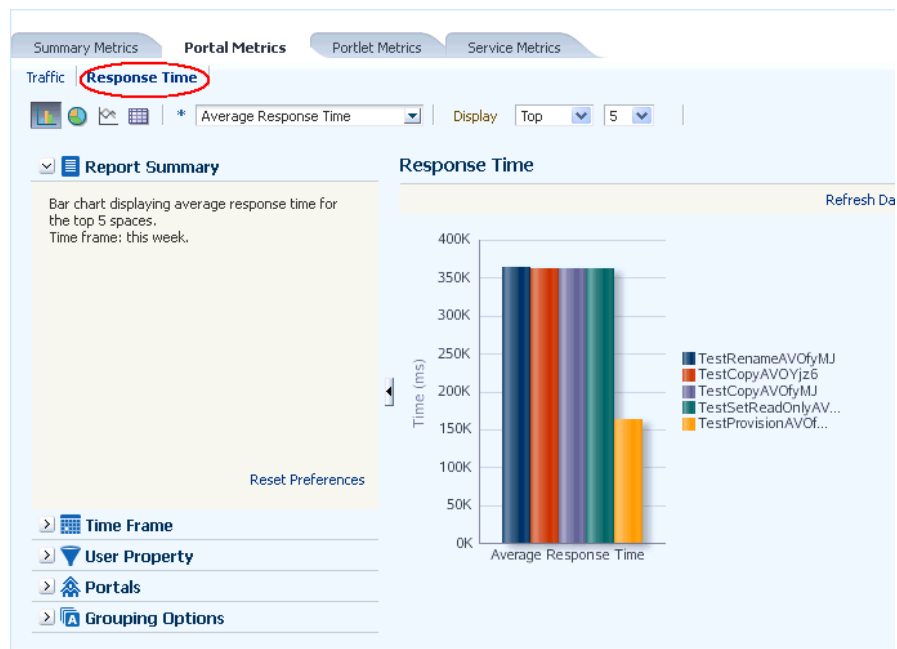 Summary Metrics Portal Metrics Portlet Metrics Service Metrics
Traffic Response Time
* Average Response Time Display Top 5
Report Summary
Bar chart displaying average response time for
the top 5 spaces.
Time frame: this week.
Reset Preferences
Time Frame
User Property
Portals
Grouping Options
Response Time
Refresh Da
400K
350K
300K
250K
200K
150K
100K
50K
0K
Time (ms)
Average Response Time
TestRenameAVOfyMJ
TestCopyAVOYjz6
TestCopyAVOfyMJ
TestSetReadOnlyAV...
TestProvisionAVOf...